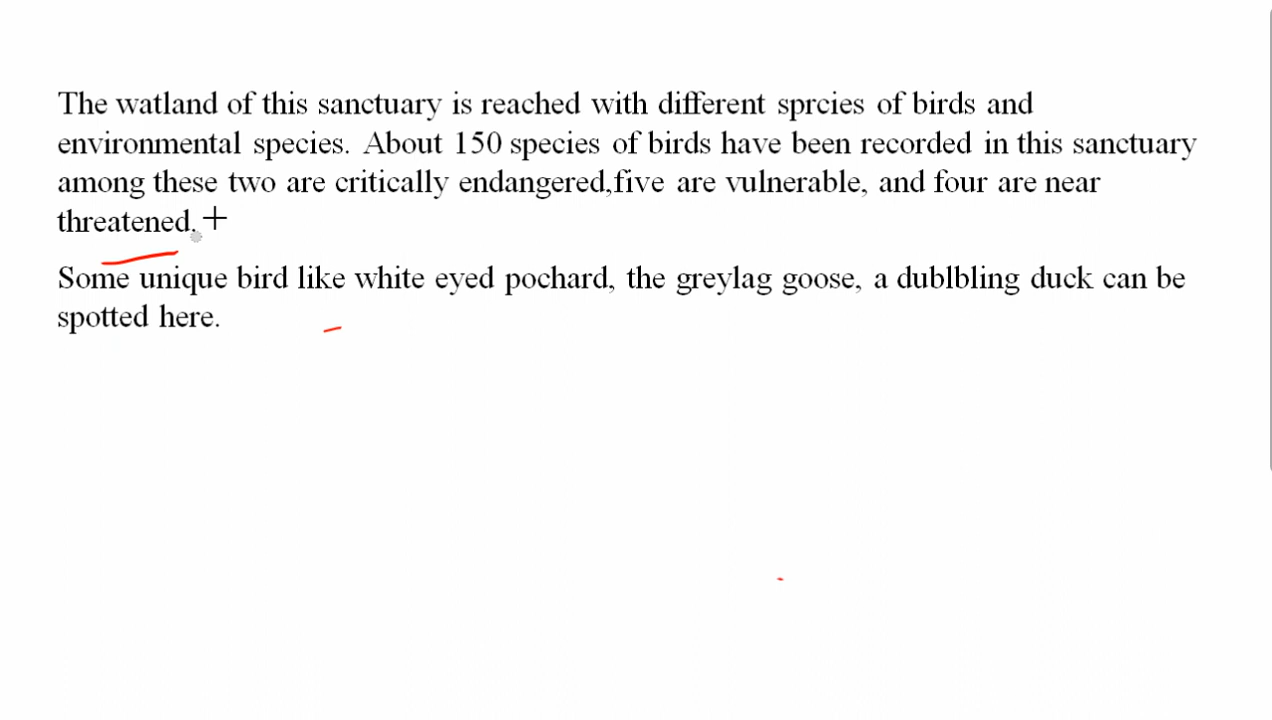 The watland of this sanctuary is reached with different sprcies of birds and
environmental species. About 150 species of birds have been recorded in this sanctuary
among these two are critically endangered,five are vulnerable, and four are near
threatened.
Some unique bird like white eyed pochard, the greylag goose, a dublbling duck can be
spotted here.